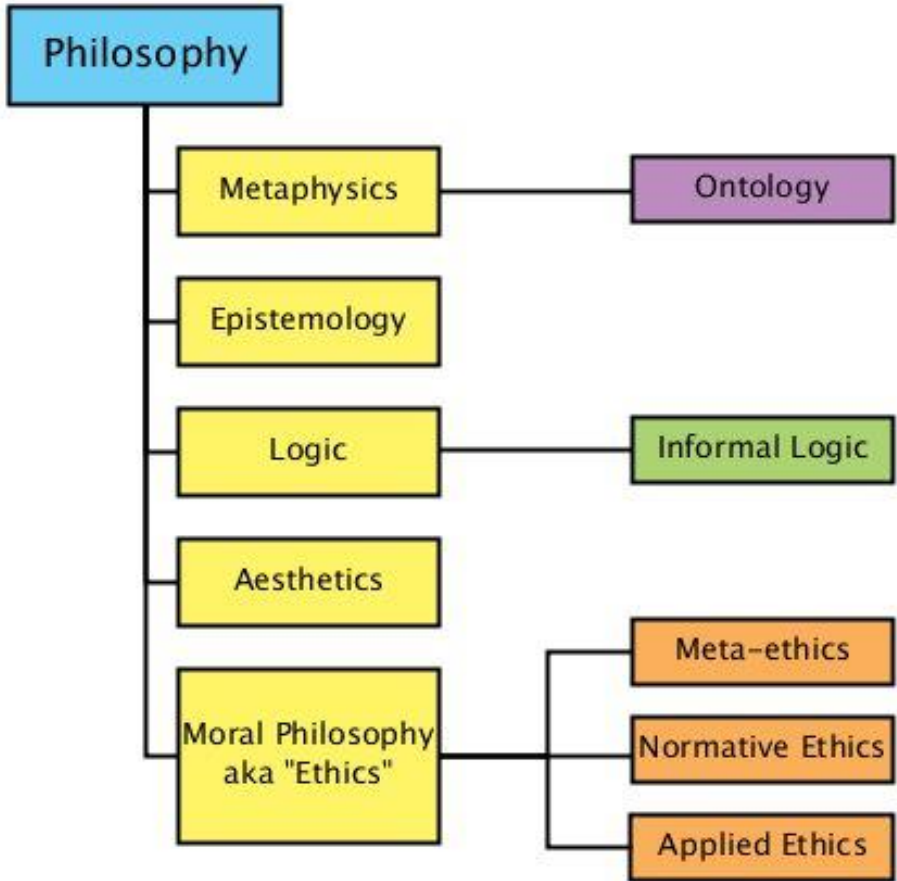 Philosophy
Metaphysics
Ontology
Epistemology
Logic
Informal Logic
Aesthetics
Moral Philosophy
aka "Ethics"
Meta-ethics
Normative Ethics
Applied Ethics